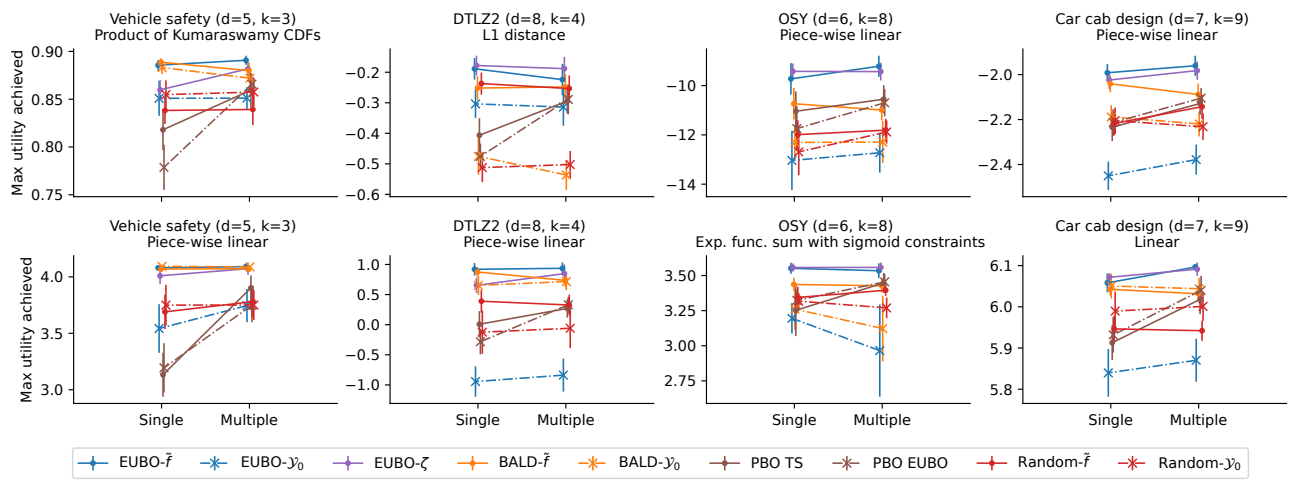 Vehicle safety (d=5, k=3)
Product of Kumaraswamy CDFs
DTLZ2 (d=8, k=4)
L1 distance
OSY (d=6, k=8)
Piece-wise linear
Car cab design (d=7, k=9)
Piece-wise linear
Max utility achieved
0.90
0.85
0.80
0.75
−0.2
−0.3
−0.4
−0.5
−0.6
−10
−12
−14
−2.0
−2.2
−2.4
Vehicle safety (d=5, k=3)
Piece-wise linear
DTLZ2 (d=8, k=4)
Piece-wise linear
OSY (d=6, k=8)
Exp. func. sum with sigmoid constraints
Car cab design (d=7, k=9)
Linear
Max utility achieved
4.0
3.5
3.0
1.0
0.5
0.0
−0.5
−1.0
3.50
3.25
3.00
2.75
6.1
6.0
5.9
5.8
Single Multiple
Single Multiple
Single Multiple
Single Multiple
EUBO-f̃ EUBO-𝒴₀ EUBO-ζ BALD-f̃ BALD-𝒴₀ PBO TS PBO EUBO Random-f̃ Random-𝒴₀